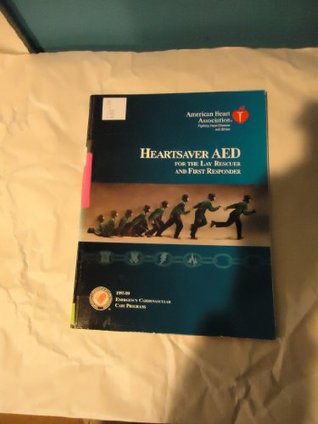 American Heart
Association®
Fighting Heart Disease
and Stroke
HEARTSAVER AED
FOR THE LAY RESCUER
AND FIRST RESPONDER
1997-99
EMERGENCY CARDIOVASCULAR
CARE PROGRAMS